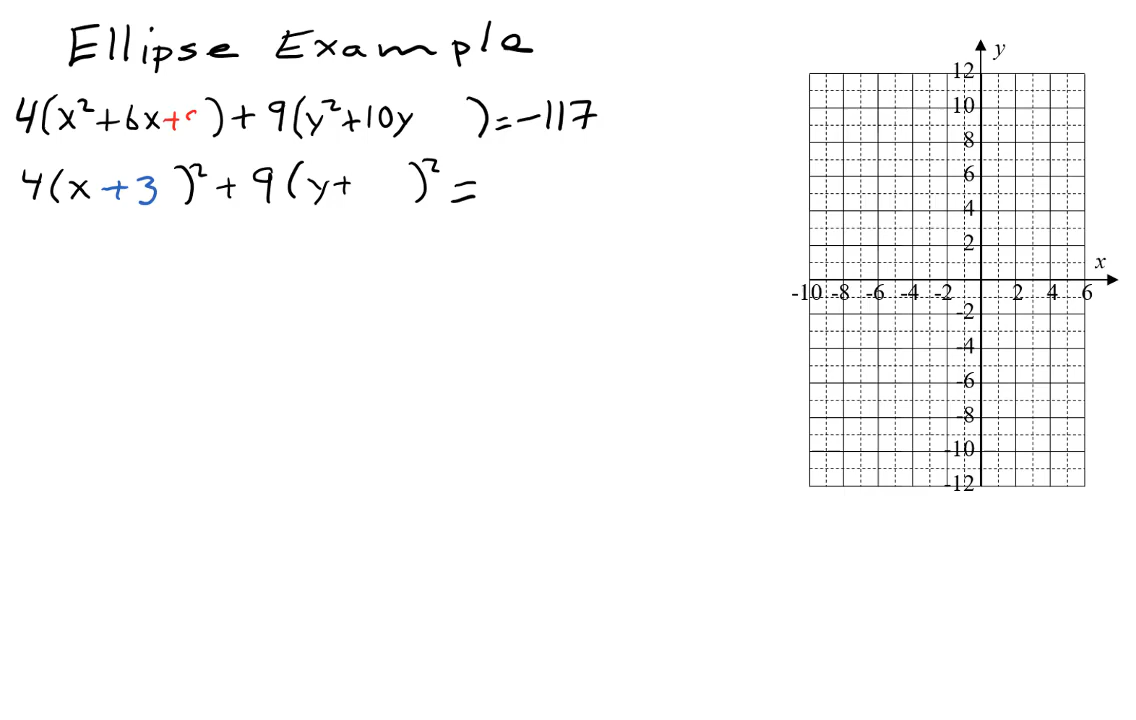 Ellipse Example
4(x²+6x+ )+9(y²+10y )=-117
4(x+3 )²+9(y+ )²=
y
12
10
8
6
4
2
x
-10 -8 -6 -4 -2 2 4 6
-2
-4
-6
-8
-10
-12